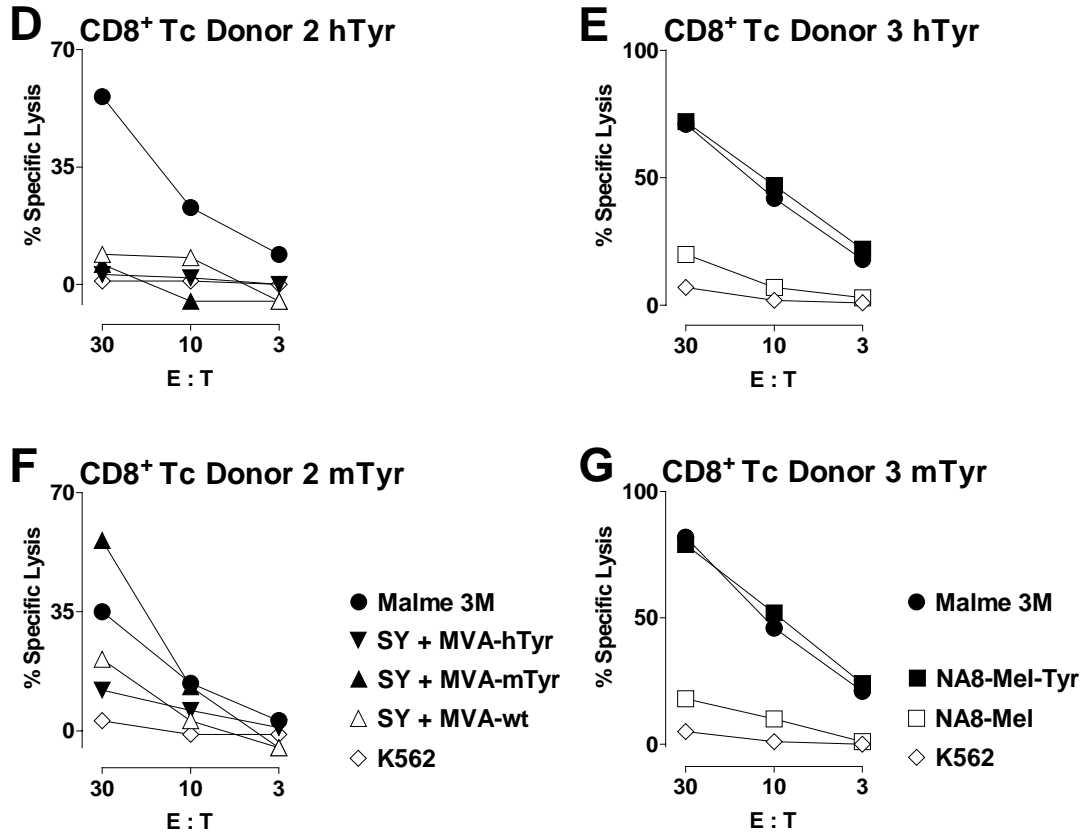 D CD8+ Tc Donor 2 hTyr
70
35
0
% Specific Lysis
30 10 3
E : T
E CD8+ Tc Donor 3 hTyr
100
50
0
% Specific Lysis
30 10 3
E : T
F CD8+ Tc Donor 2 mTyr
70
35
0
% Specific Lysis
30 10 3
E : T
Malme 3M
SY + MVA-hTyr
SY + MVA-mTyr
SY + MVA-wt
K562
G CD8+ Tc Donor 3 mTyr
100
50
0
% Specific Lysis
30 10 3
E : T
Malme 3M
NA8-Mel-Tyr
NA8-Mel
K562